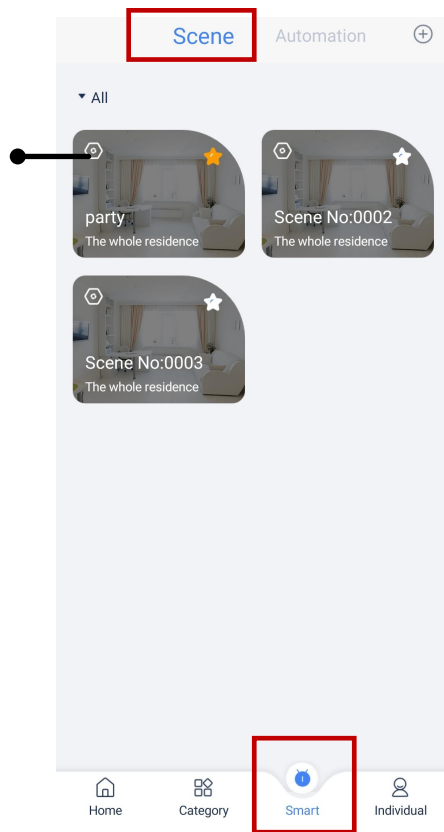 Scene Automation
All
party
The whole residence
Scene No:0002
The whole residence
Scene No:0003
The whole residence
Home Category Smart Individual